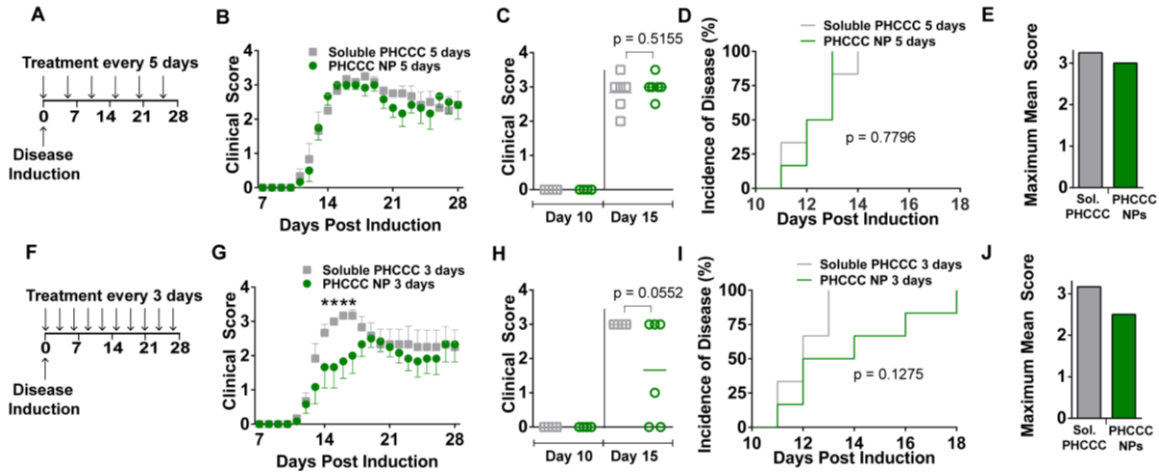 A
Treatment every 5 days
0 7 14 21 28
Disease
Induction
B
Soluble PHCCC 5 days
PHCCC NP 5 days
Clinical Score
4
3
2
1
0
7 14 21 28
Days Post Induction
C
p = 0.5155
Clinical Score
4
3
2
1
0
Day 10 Day 15
D
Soluble PHCCC 5 days
PHCCC NP 5 days
Incidence of Disease (%)
100
75
50
25
0
p = 0.7796
10 12 14 16 18
Days Post Induction
E
Maximum Mean Score
3
2
1
0
Sol. PHCCC
PHCCC NPs
F
Treatment every 3 days
0 7 14 21 28
Disease
Induction
G
Soluble PHCCC 3 days
PHCCC NP 3 days
****
Clinical Score
4
3
2
1
0
7 14 21 28
Days Post Induction
H
p = 0.0552
Clinical Score
4
3
2
1
0
Day 10 Day 15
I
Soluble PHCCC 3 days
PHCCC NP 3 days
Incidence of Disease (%)
100
75
50
25
0
p = 0.1275
10 12 14 16 18
Days Post Induction
J
Maximum Mean Score
3
2
1
0
Sol. PHCCC
PHCCC NPs